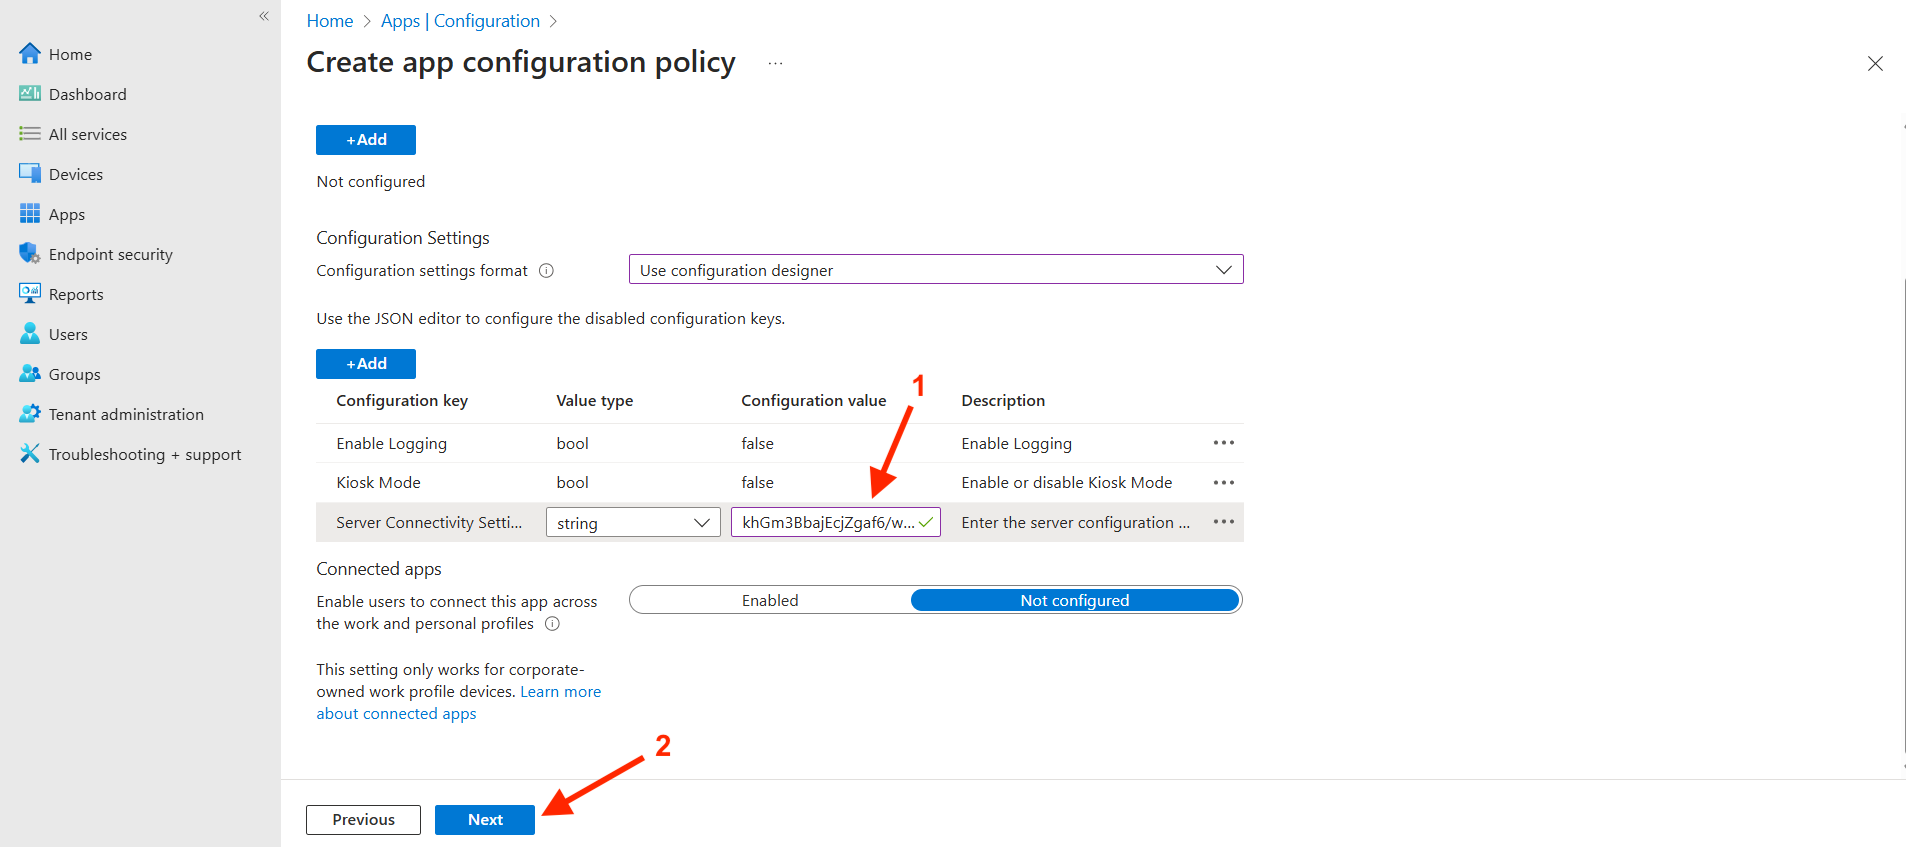 Home
Dashboard
All services
Devices
Apps
Endpoint security
Reports
Users
Groups
Tenant administration
Troubleshooting + support
Home > Apps | Configuration >
Create app configuration policy ...
+Add
Not configured
Configuration Settings
Configuration settings format
Use configuration designer
Use the JSON editor to configure the disabled configuration keys.
+Add
1
Configuration key Value type Configuration value Description
Enable Logging bool false Enable Logging
Kiosk Mode bool false Enable or disable Kiosk Mode
Server Connectivity Setti... string khGm3BbajEcjZgaf6/w... Enter the server configuration ...
Connected apps
Enable users to connect this app across
the work and personal profiles
Enabled Not configured
This setting only works for corporate-
owned work profile devices. Learn more
about connected apps
2
Previous Next